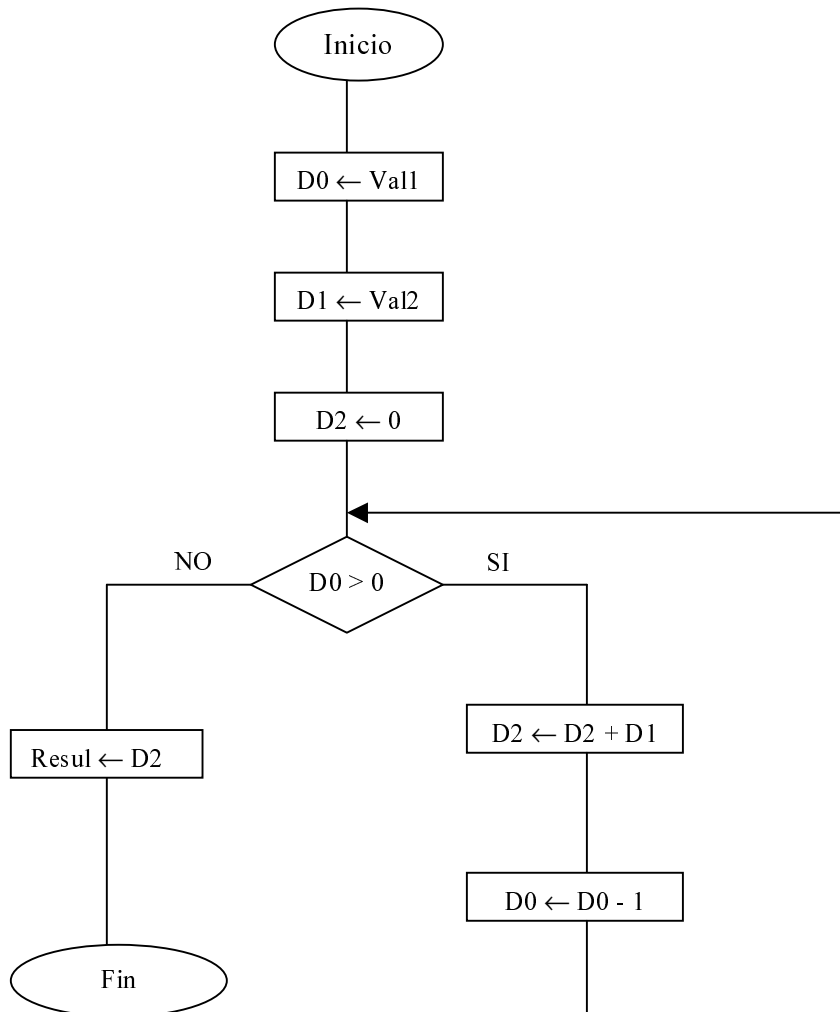 Inicio
D0 ← Val1
D1 ← Val2
D2 ← 0
NO
D0 > 0
SI
D2 ← D2 + D1
Resul ← D2
D0 ← D0 - 1
Fin